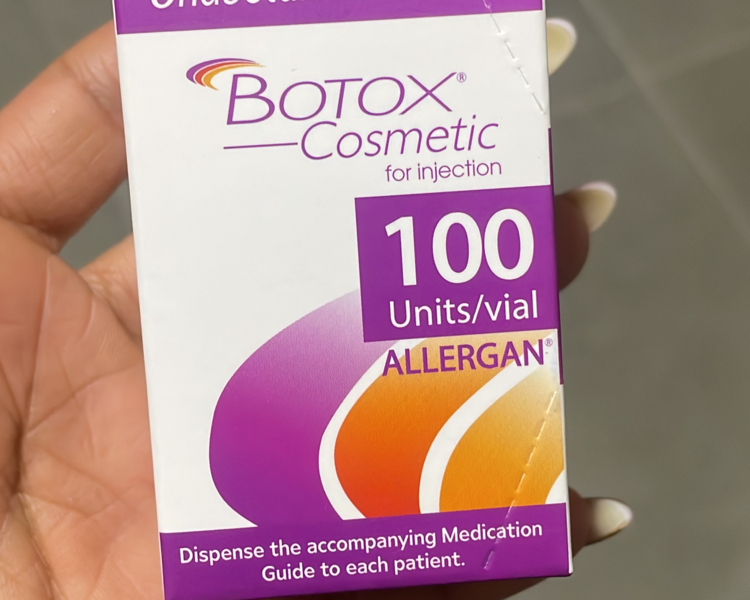 BOTOX®
Cosmetic
for injection
100
Units/vial
ALLERGAN®
Dispense the accompanying Medication
Guide to each patient.